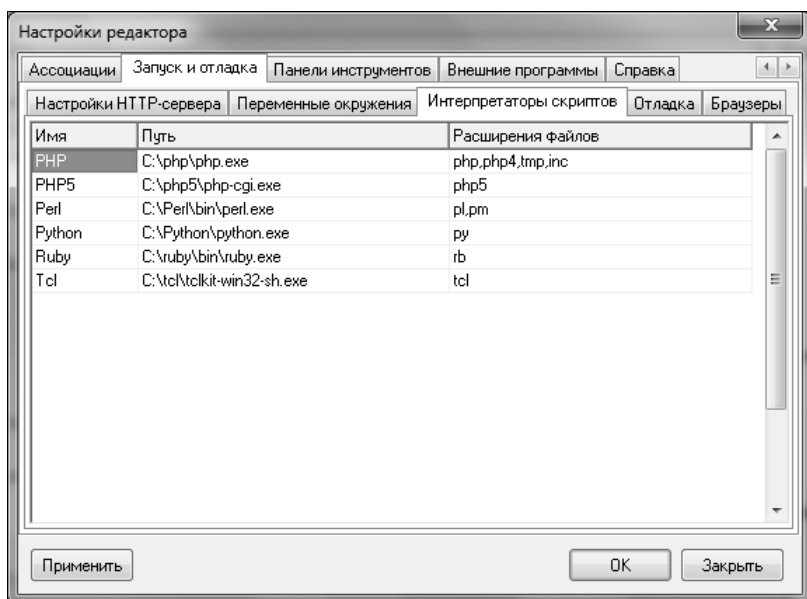 Настройки редактора
Ассоциации Запуск и отладка Панели инструментов Внешние программы Справка
Настройки HTTP-сервера Переменные окружения Интерпретаторы скриптов Отладка Браузеры
Имя Путь Расширения файлов
PHP C:\php\php.exe php,php4,tmp,inc
PHP5 C:\php5\php-cgi.exe php5
Perl C:\Perl\bin\perl.exe pl,pm
Python C:\Python\python.exe py
Ruby C:\ruby\bin\ruby.exe rb
Tcl C:\tcl\tclkit-win32-sh.exe tcl
Применить OK Закрыть